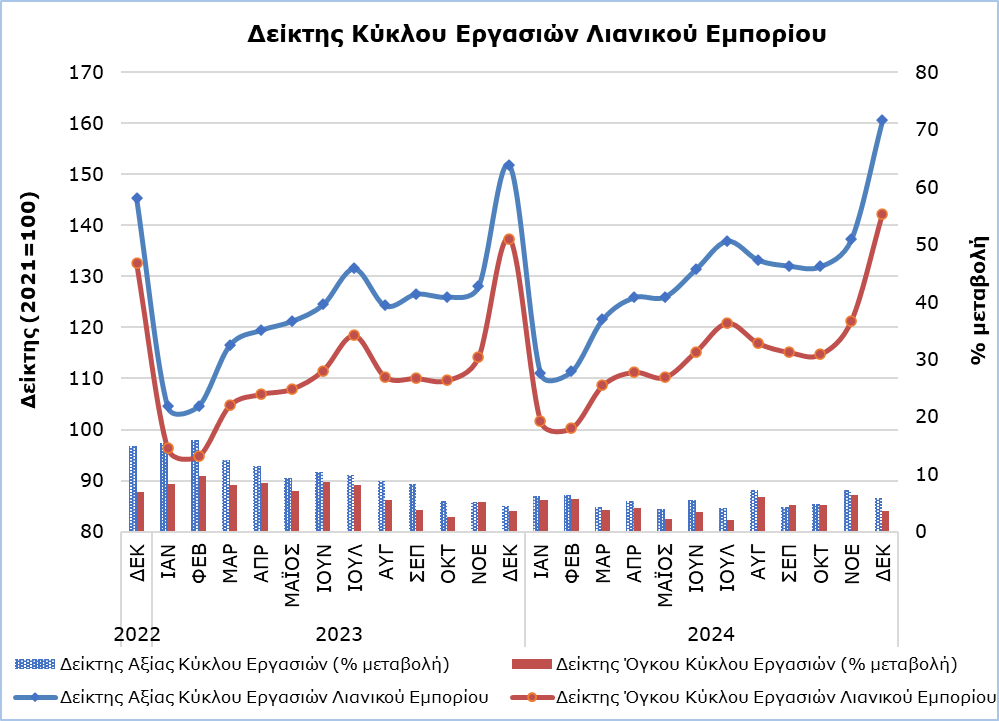 Δείκτης Κύκλου Εργασιών Λιανικού Εμπορίου
170
160
150
140
130
120
110
100
90
80
Δείκτης (2021=100)
80
70
60
50
40
30
20
10
0
% μεταβολή
ΔΕΚ ΙΑΝ ΦΕΒ ΜΑΡ ΑΠΡ ΜΑΪΟΣ ΙΟΥΝ ΙΟΥΛ ΑΥΓ ΣΕΠ ΟΚΤ ΝΟΕ ΔΕΚ ΙΑΝ ΦΕΒ ΜΑΡ ΑΠΡ ΜΑΪΟΣ ΙΟΥΝ ΙΟΥΛ ΑΥΓ ΣΕΠ ΟΚΤ ΝΟΕ ΔΕΚ
2022 2023 2024
Δείκτης Αξίας Κύκλου Εργασιών (% μεταβολή) Δείκτης Όγκου Κύκλου Εργασιών (% μεταβολή)
Δείκτης Αξίας Κύκλου Εργασιών Λιανικού Εμπορίου Δείκτης Όγκου Κύκλου Εργασιών Λιανικού Εμπορίου